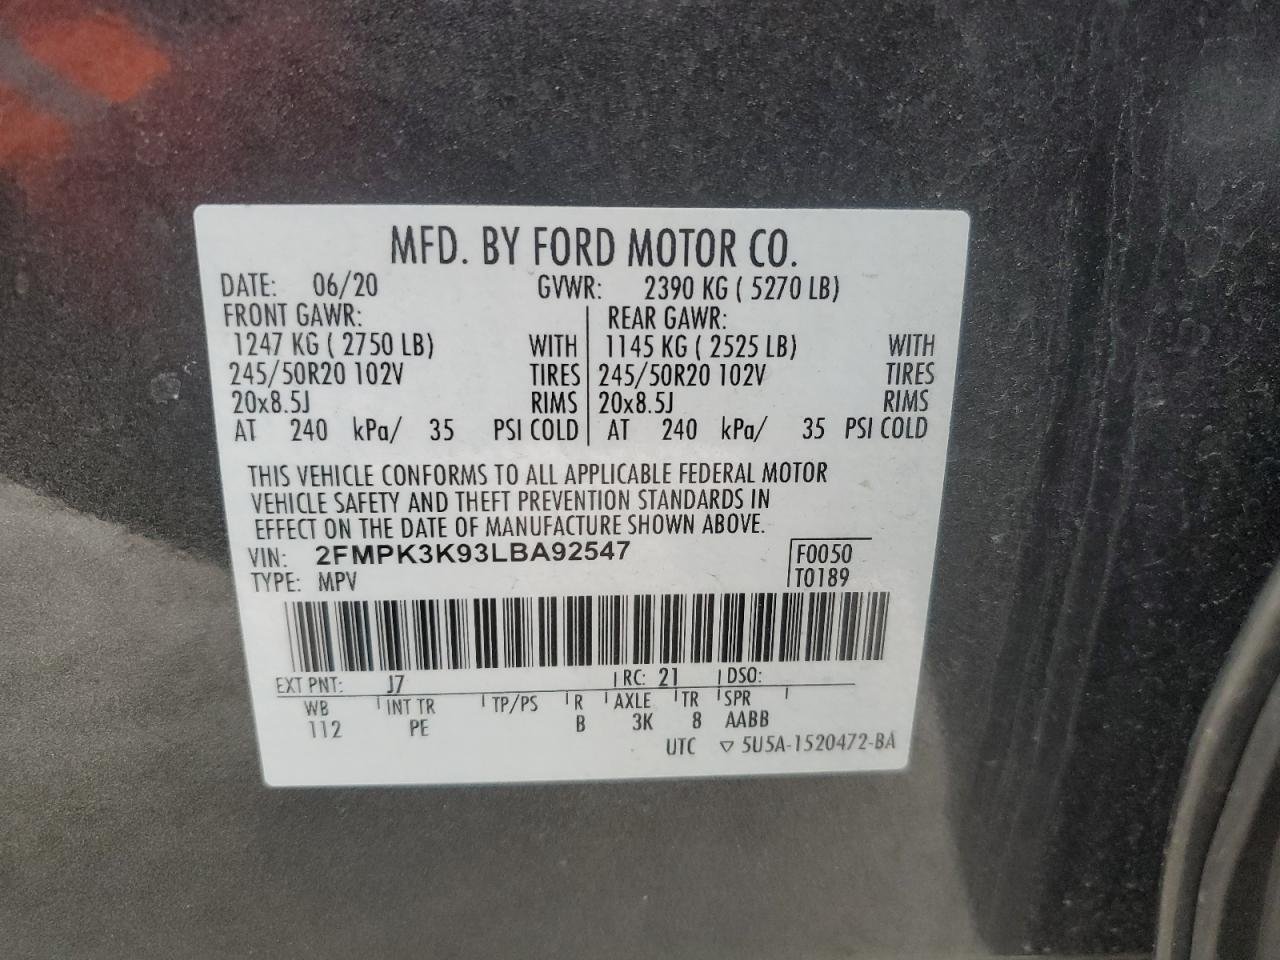 MFD. BY FORD MOTOR CO.
DATE: 06/20 GVWR: 2390 KG ( 5270 LB)
FRONT GAWR: REAR GAWR:
1247 KG ( 2750 LB) WITH 1145 KG ( 2525 LB) WITH
245/50R20 102V TIRES 245/50R20 102V TIRES
20x8.5J RIMS 20x8.5J RIMS
AT 240 kPa/ 35 PSI COLD AT 240 kPa/ 35 PSI COLD
THIS VEHICLE CONFORMS TO ALL APPLICABLE FEDERAL MOTOR
VEHICLE SAFETY AND THEFT PREVENTION STANDARDS IN
EFFECT ON THE DATE OF MANUFACTURE SHOWN ABOVE.
VIN: 2FMPK3K93LBA92547 F0050
TYPE: MPV T0189
EXT PNT: J7 RC: 21 DSO:
WB INT TR TP/PS R AXLE TR SPR
112 PE B 3K 8 AABB
UTC ▽ 5U5A-1520472-BA